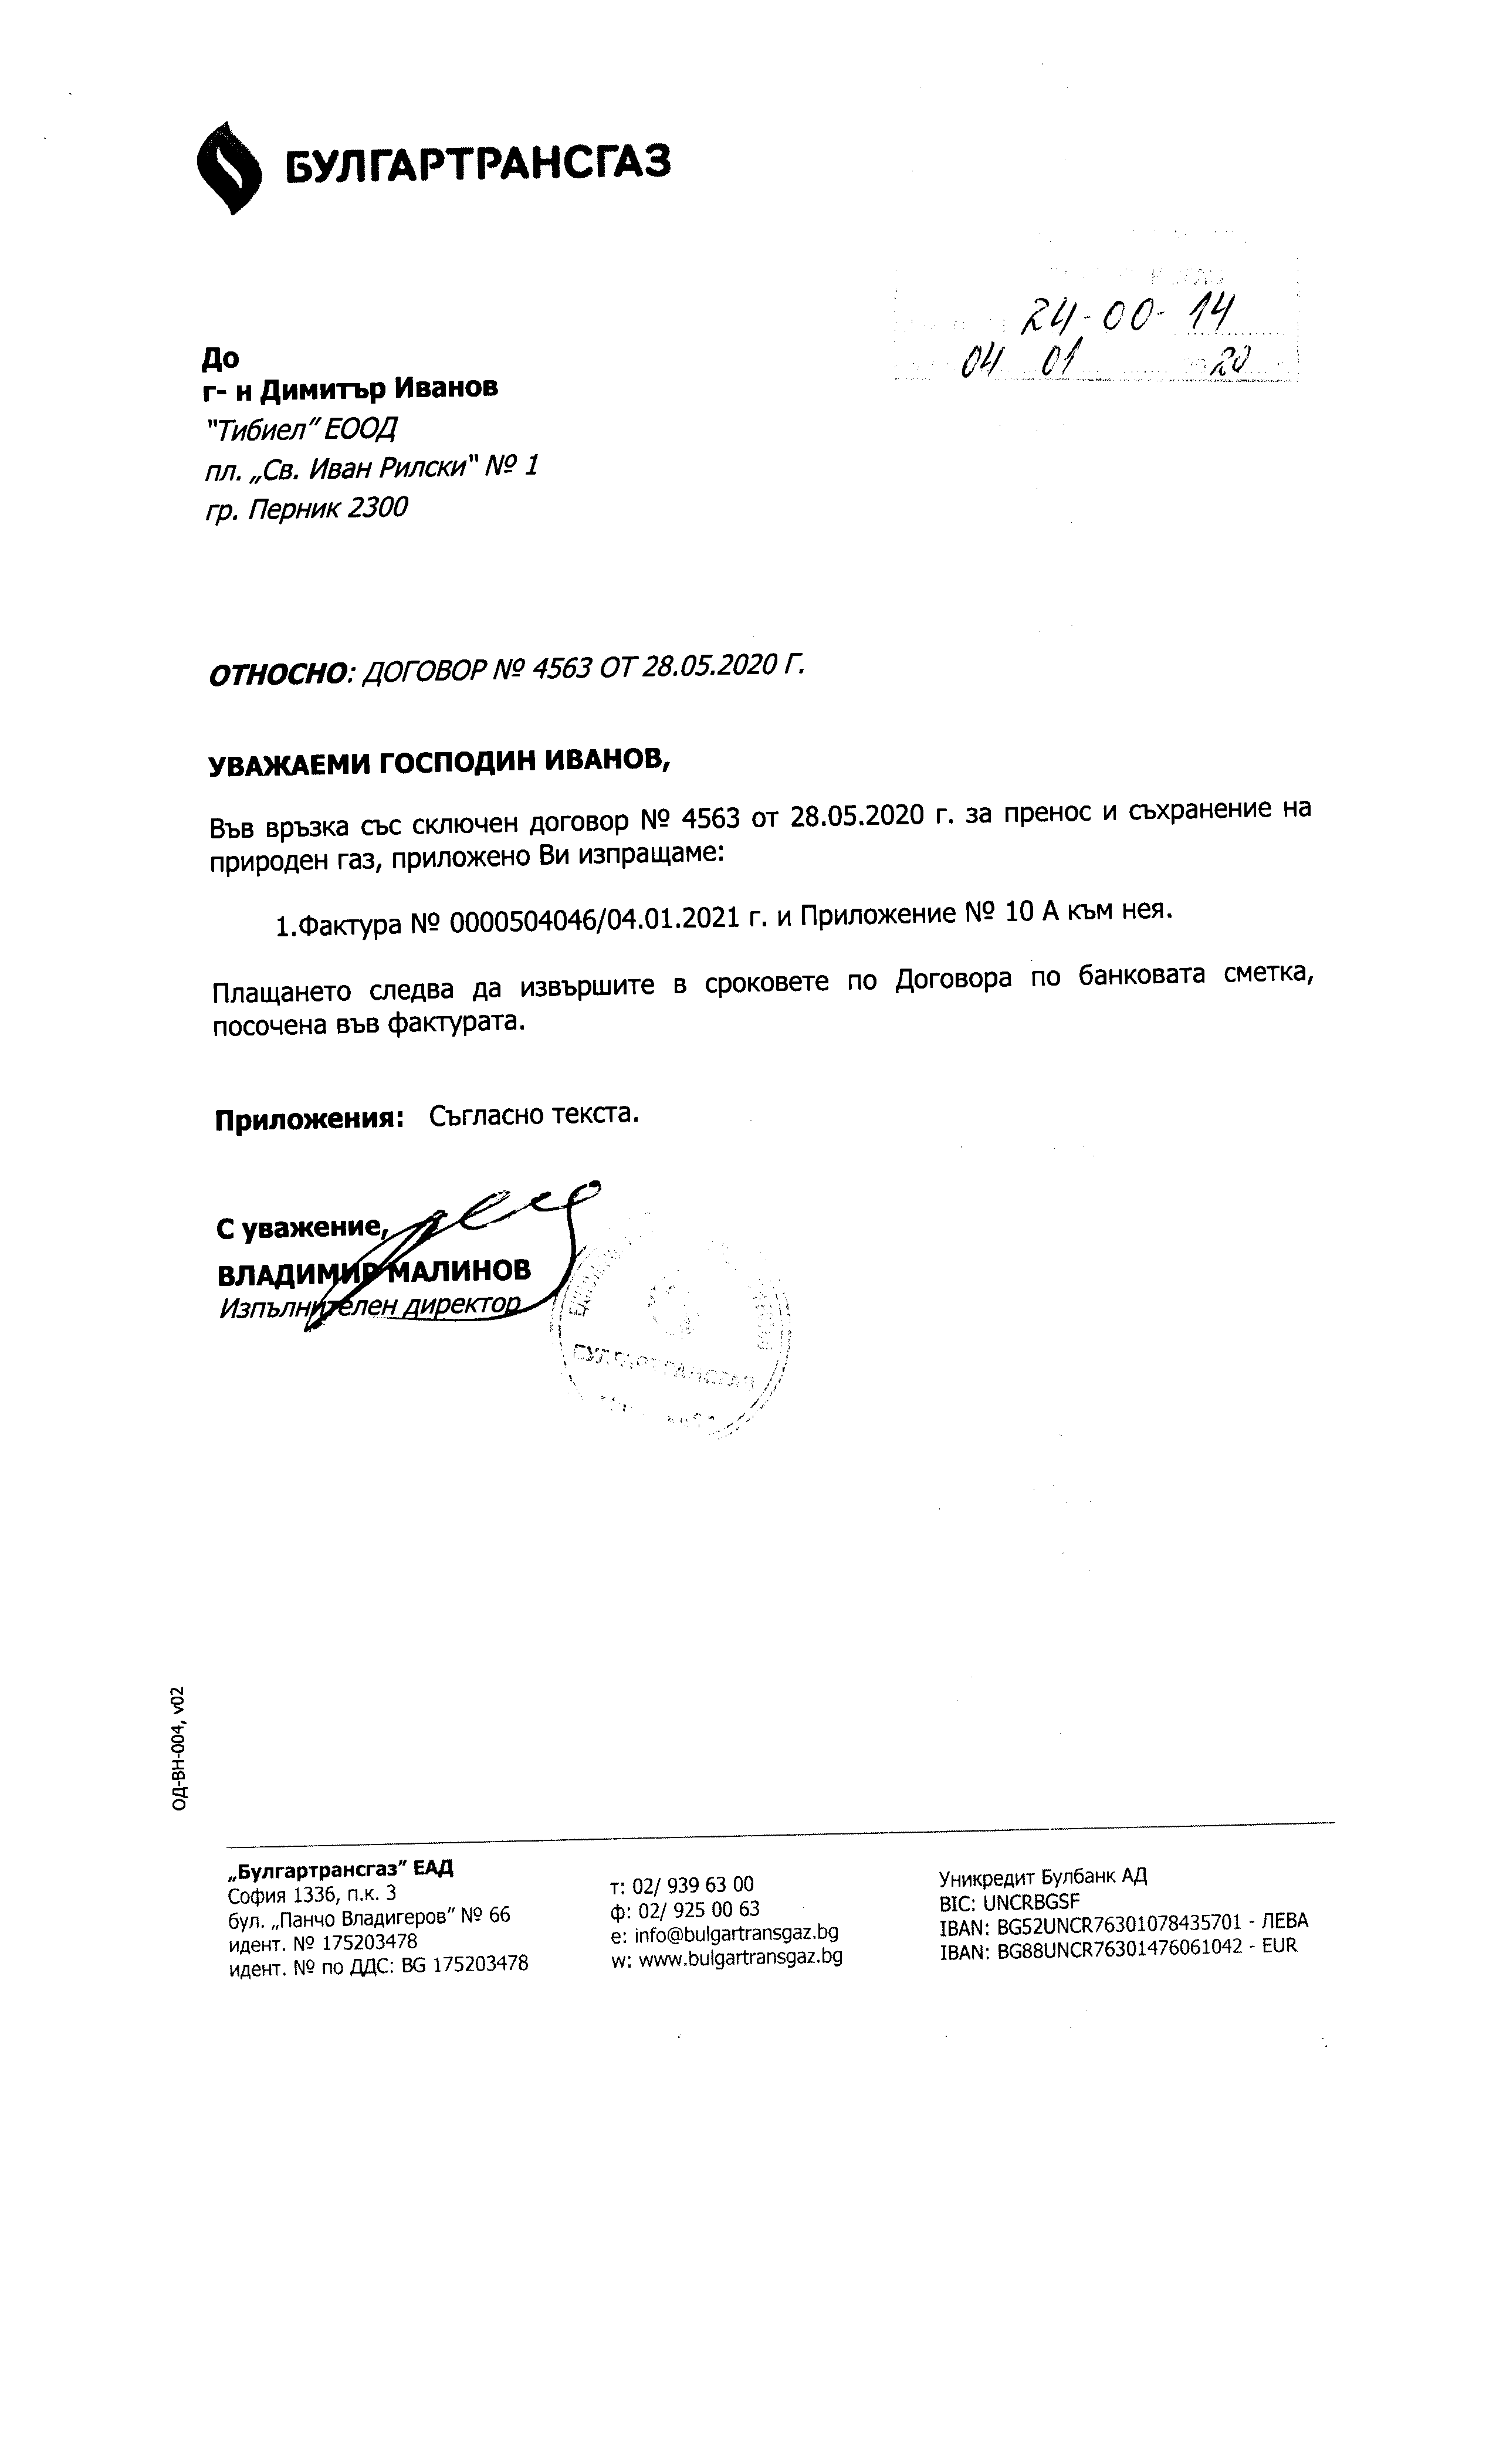 БУЛГАРТРАНСГАЗ
24-00-14
04 01 20
До
г- н Димитър Иванов
"Тибиел" ЕООД
пл. „Св. Иван Рилски" № 1
гр. Перник 2300
ОТНОСНО: ДОГОВОР № 4563 ОТ 28.05.2020 Г.
УВАЖАЕМИ ГОСПОДИН ИВАНОВ,
Във връзка със сключен договор № 4563 от 28.05.2020 г. за пренос и съхранение на
природен газ, приложено Ви изпращаме:
1.Фактура № 0000504046/04.01.2021 г. и Приложение № 10 А към нея.
Плащането следва да извършите в сроковете по Договора по банковата сметка,
посочена във фактурата.
Приложения: Съгласно текста.
С уважение,
ВЛАДИМИР МАЛИНОВ
Изпълнителен директор
БУЛГАРТРАНСГАЗ
ОД-ВН-004, v02
„Булгартрансгаз" ЕАД
София 1336, п.к. 3
бул. „Панчо Владигеров" № 66
идент. № 175203478
идент. № по ДДС: BG 175203478
т: 02/ 939 63 00
ф: 02/ 925 00 63
e: info@bulgartransgaz.bg
w: www.bulgartransgaz.bg
Уникредит Булбанк АД
BIC: UNCRBGSF
IBAN: BG52UNCR76301078435701 - ЛЕВА
IBAN: BG88UNCR76301476061042 - EUR